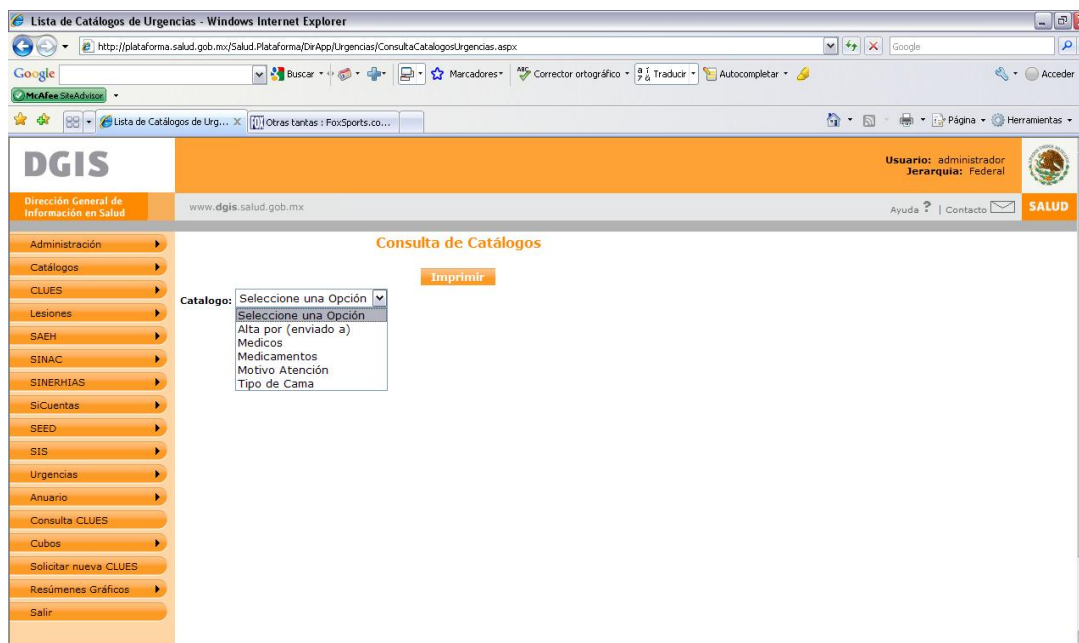 Lista de Catálogos de Urgencias - Windows Internet Explorer
http://plataforma.salud.gob.mx/Salud.Plataforma/DirApp/Urgencias/ConsultaCatalogosUrgencias.aspx
Google
Google
Buscar
Marcadores
Corrector ortográfico
Traducir
Autocompletar
Acceder
McAfee SiteAdvisor
Lista de Catálogos de Urg...
Otras tantas : FoxSports.co...
Página
Herramientas
DGIS
Usuario: administrador
Jerarquia: Federal
Dirección General de
Información en Salud
www.dgis.salud.gob.mx
Ayuda ? | Contacto
SALUD
Administración
Catálogos
CLUES
Lesiones
SAEH
SINAC
SINERHIAS
SiCuentas
SEED
SIS
Urgencias
Anuario
Consulta CLUES
Cubos
Solicitar nueva CLUES
Resúmenes Gráficos
Salir
Consulta de Catálogos
Imprimir
Catalogo: Seleccione una Opción
Seleccione una Opción
Alta por (enviado a)
Medicos
Medicamentos
Motivo Atención
Tipo de Cama